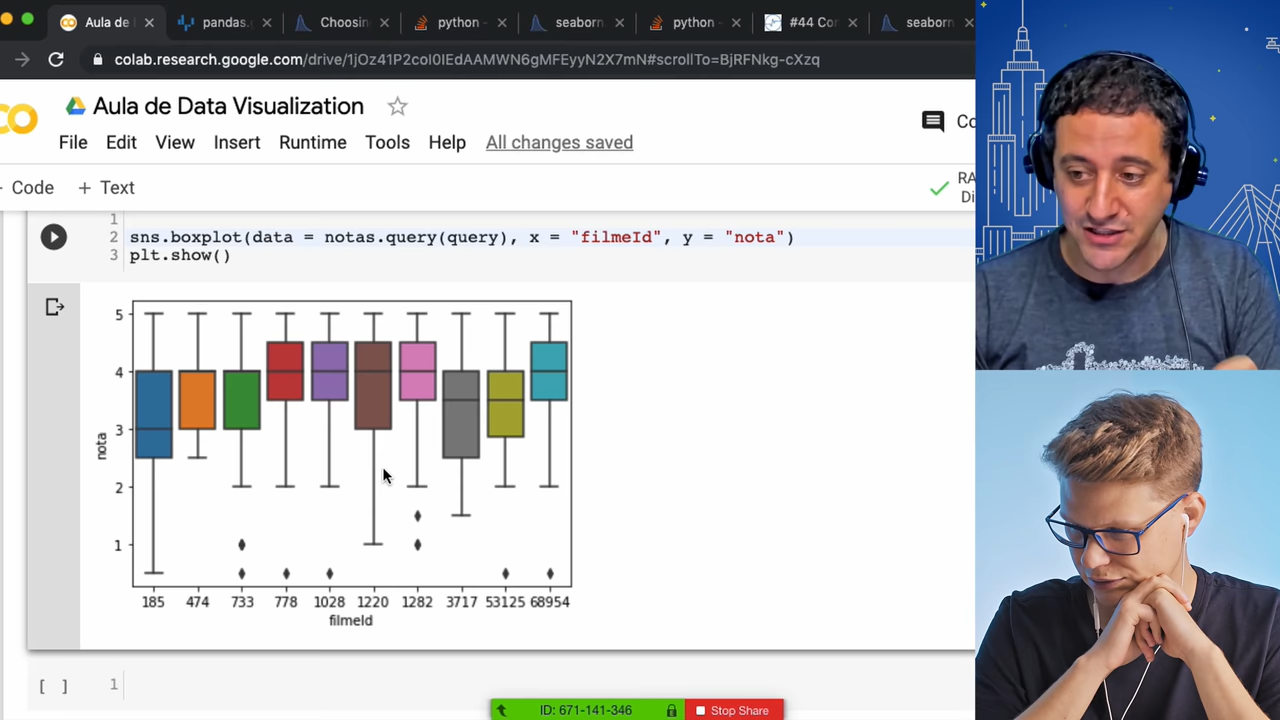 Aula de D
pandas.
Choosin
python -
seaborn
python -
#44 Cor
seaborn
colab.research.google.com/drive/1jOz41P2col0IEdAAMWN6gMFEyyN2X7mN#scrollTo=BjRFNkg-cXzq
CO
Aula de Data Visualization
Co
File Edit View Insert Runtime Tools Help All changes saved
+ Code + Text
RA
Di
1
2 sns.boxplot(data = notas.query(query), x = "filmeId", y = "nota")
3 plt.show()
5
4
3
2
1
nota
185 474 733 778 1028 1220 1282 3717 53125 68954
filmeId
[ ] 1
ID: 671-141-346
Stop Share